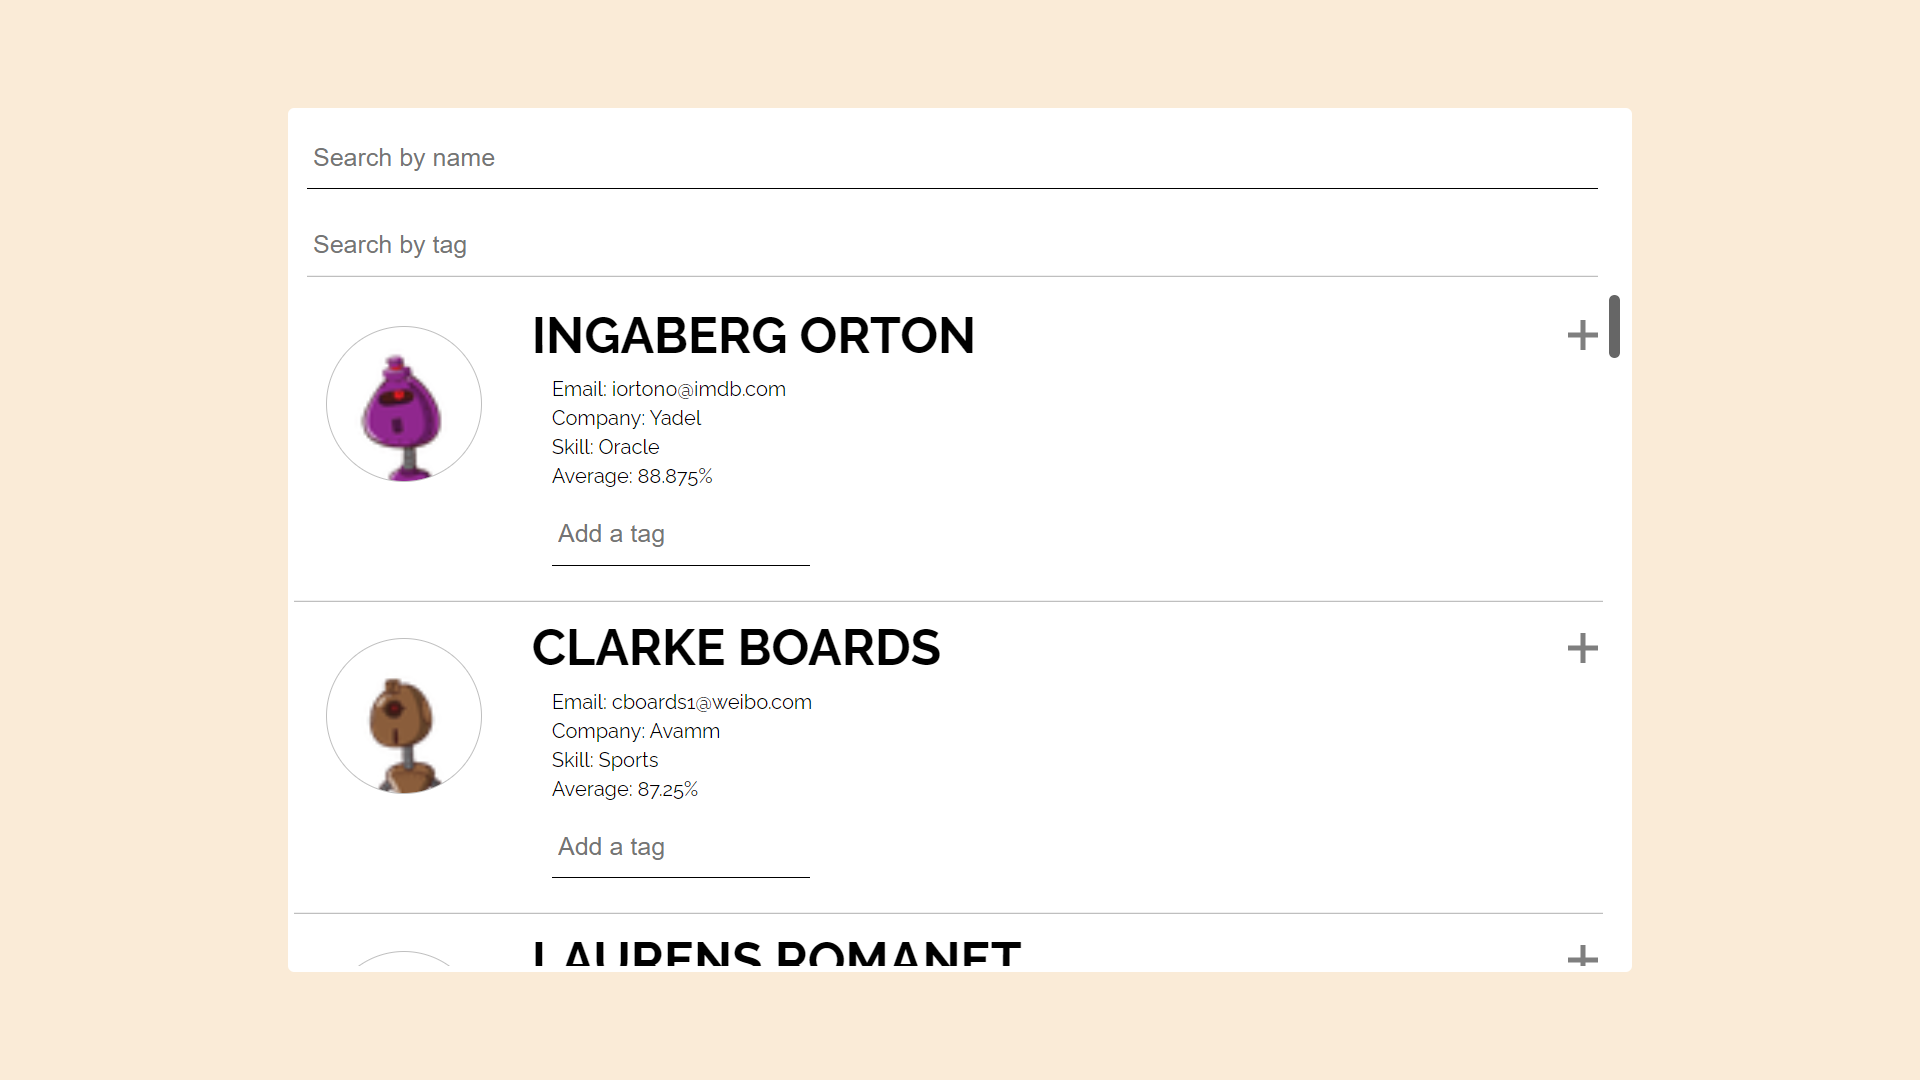 Search by name
Search by tag
INGABERG ORTON
Email: iorton0@imdb.com
Company: Yadel
Skill: Oracle
Average: 88.875%
Add a tag
CLARKE BOARDS
Email: cboards1@weibo.com
Company: Avamm
Skill: Sports
Average: 87.25%
Add a tag
LAURENS ROMANET